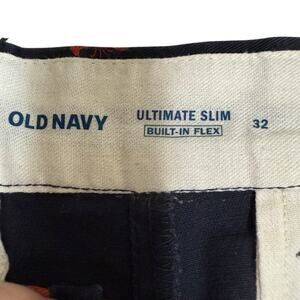 OLD NAVY
ULTIMATE SLIM
BUILT-IN FLEX
32